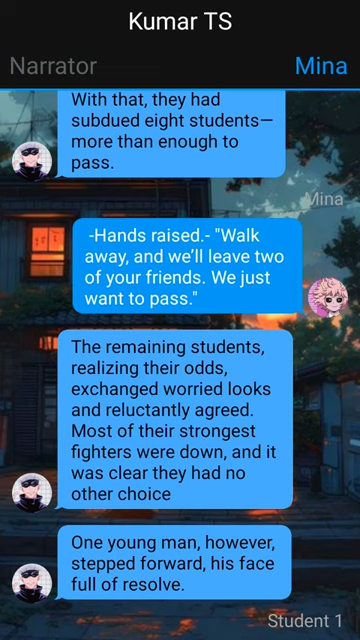 Kumar TS
Narrator
Mina
With that, they had
subdued eight students—
more than enough to
pass.
Mina
-Hands raised.- "Walk
away, and we’ll leave two
of your friends. We just
want to pass."
The remaining students,
realizing their odds,
exchanged worried looks
and reluctantly agreed.
Most of their strongest
fighters were down, and it
was clear they had no
other choice
One young man, however,
stepped forward, his face
full of resolve.
Student 1